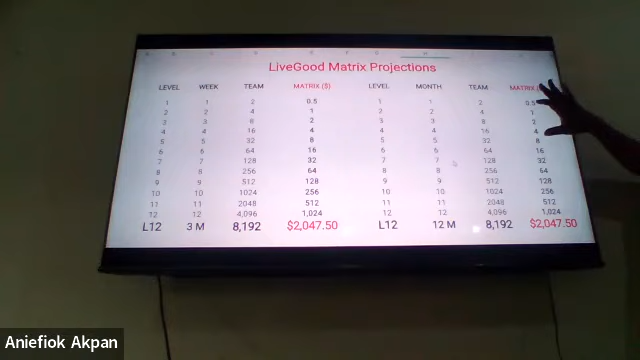 LiveGood Matrix Projections
LEVEL WEEK TEAM MATRIX ($) LEVEL MONTH TEAM MATRIX
1 1 2 0.5 1 1 2 0.5
2 2 4 1 2 2 4 1
3 3 8 2 3 3 8 2
4 4 16 4 4 4 16 4
5 5 32 8 5 5 32 8
6 6 64 16 6 6 64 16
7 7 128 32 7 7 128 32
8 8 256 64 8 8 256 64
9 9 512 128 9 9 512 128
10 10 1024 256 10 10 1024 256
11 11 2048 512 11 11 2048 512
12 12 4,096 1,024 12 12 4,096 1,024
L12 3 M 8,192 $2,047.50 L12 12 M 8,192 $2,047.50
Aniefiok Akpan